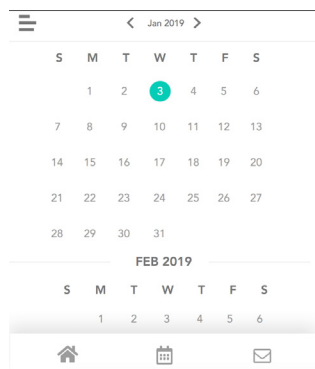 Jan 2019
S M T W T F S
1 2 3 4 5 6
7 8 9 10 11 12 13
14 15 16 17 18 19 20
21 22 23 24 25 26 27
28 29 30 31
FEB 2019
S M T W T F S
1 2 3 4 5 6